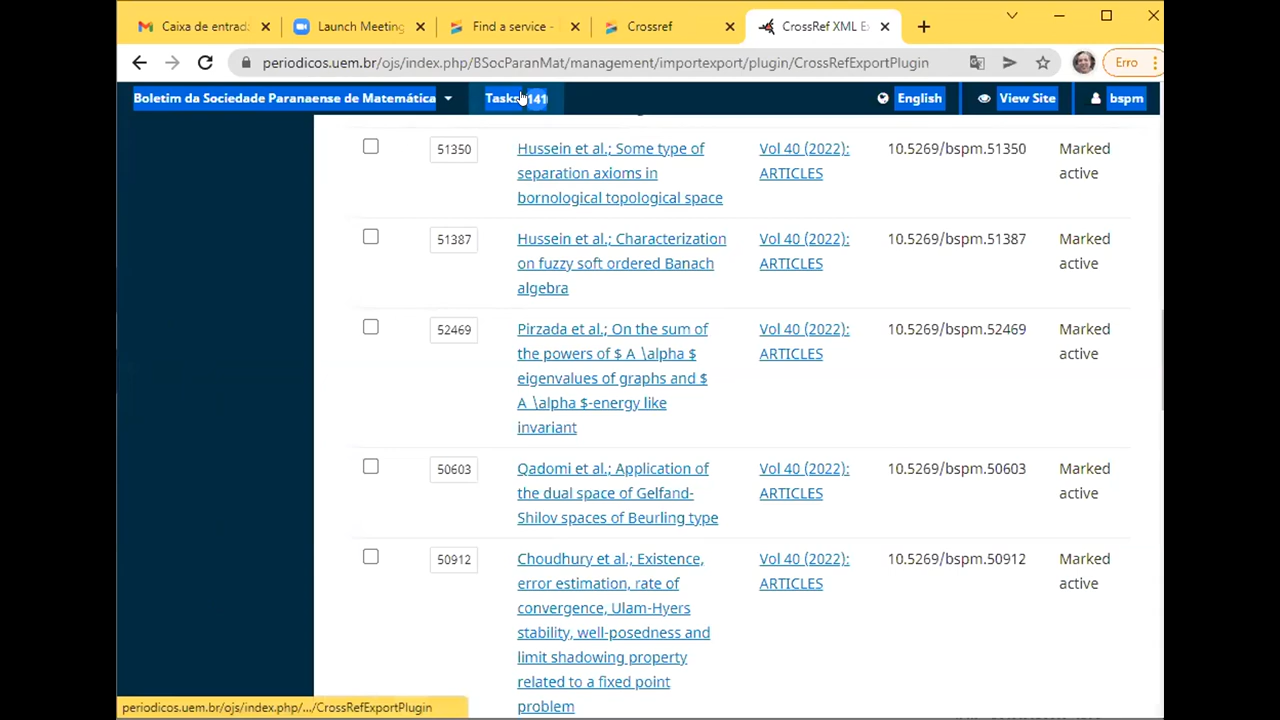 Caixa de entrad
Launch Meeting
Find a service -
Crossref
CrossRef XML E
periodicos.uem.br/ojs/index.php/BSocParanMat/management/importexport/plugin/CrossRefExportPlugin
Erro
Boletim da Sociedade Paranaense de Matemática
Tasks 141
English
View Site
bspm
51350
Hussein et al.; Some type of
separation axioms in
bornological topological space
Vol 40 (2022):
ARTICLES
10.5269/bspm.51350
Marked
active
51387
Hussein et al.; Characterization
on fuzzy soft ordered Banach
algebra
Vol 40 (2022):
ARTICLES
10.5269/bspm.51387
Marked
active
52469
Pirzada et al.; On the sum of
the powers of $ A \alpha $
eigenvalues of graphs and $
A \alpha $-energy like
invariant
Vol 40 (2022):
ARTICLES
10.5269/bspm.52469
Marked
active
50603
Qadomi et al.; Application of
the dual space of Gelfand-
Shilov spaces of Beurling type
Vol 40 (2022):
ARTICLES
10.5269/bspm.50603
Marked
active
50912
Choudhury et al.; Existence,
error estimation, rate of
convergence, Ulam-Hyers
stability, well-posedness and
limit shadowing property
related to a fixed point
problem
Vol 40 (2022):
ARTICLES
10.5269/bspm.50912
Marked
active
periodicos.uem.br/ojs/index.php/.../CrossRefExportPlugin